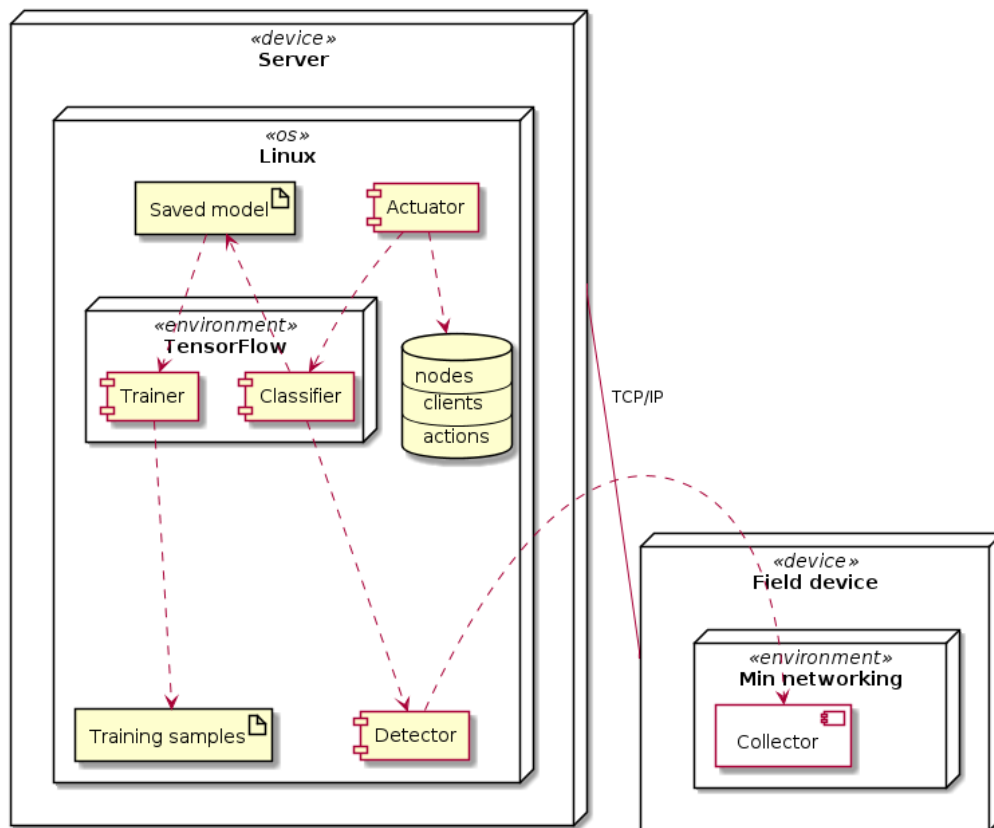 «device»
Server
«os»
Linux
Saved model
Actuator
«environment»
TensorFlow
Trainer
Classifier
nodes
clients
actions
TCP/IP
«device»
Field device
«environment»
Min networking
Collector
Training samples
Detector